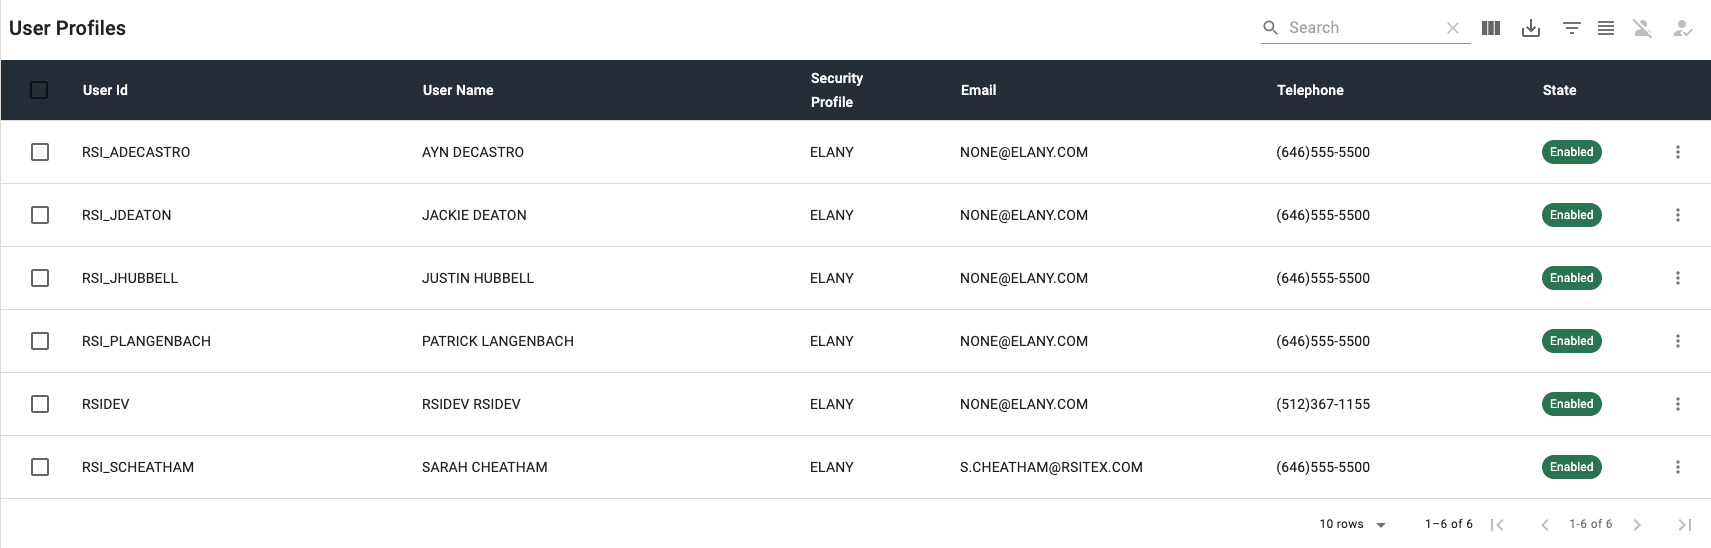 User Profiles
Search
User Id User Name Security Profile Email Telephone State
RSI_ADECASTRO AYN DECASTRO ELANY NONE@ELANY.COM (646)555-5500 Enabled
RSI_JDEATON JACKIE DEATON ELANY NONE@ELANY.COM (646)555-5500 Enabled
RSI_JHUBBELL JUSTIN HUBBELL ELANY NONE@ELANY.COM (646)555-5500 Enabled
RSI_PLANGENBACH PATRICK LANGENBACH ELANY NONE@ELANY.COM (646)555-5500 Enabled
RSIDEV RSIDEV RSIDEV ELANY NONE@ELANY.COM (512)367-1155 Enabled
RSI_SCHEATHAM SARAH CHEATHAM ELANY S.CHEATHAM@RSITEX.COM (646)555-5500 Enabled
10 rows 1–6 of 6 1-6 of 6